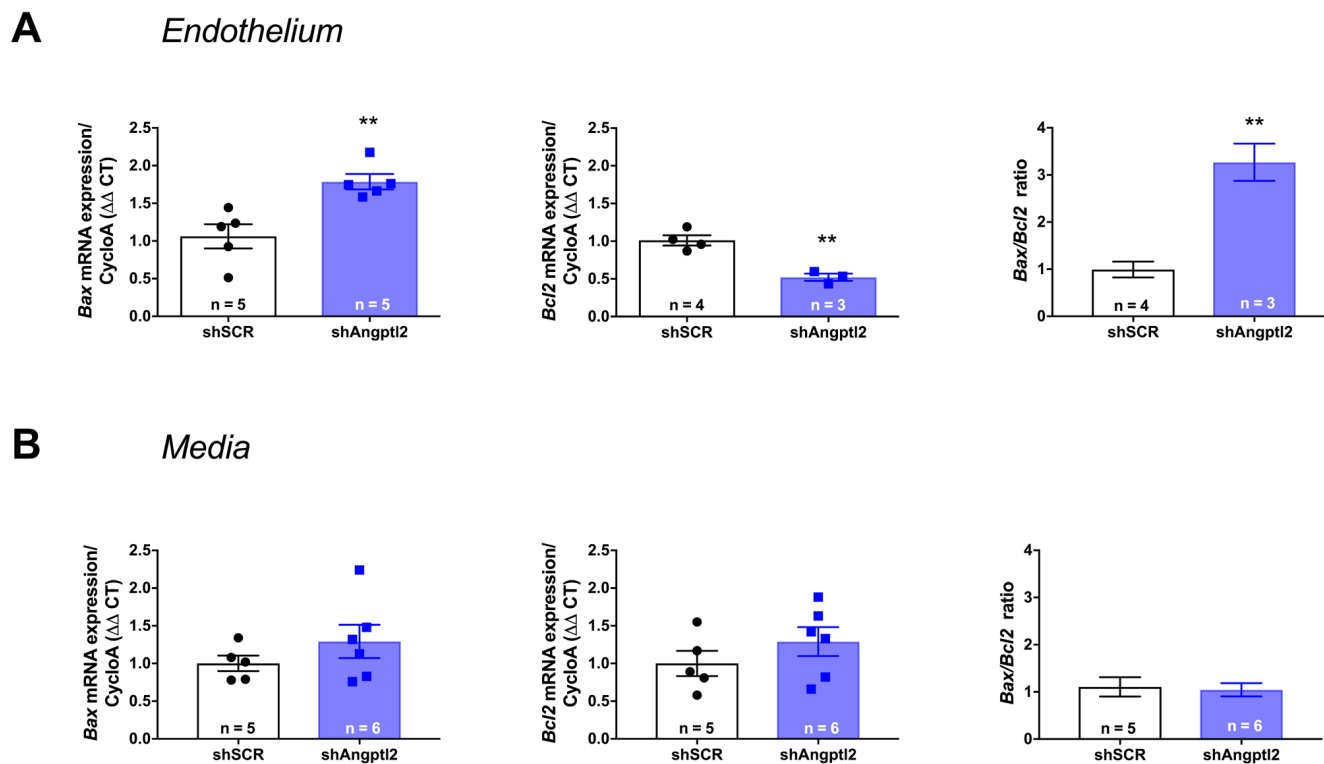 A
Endothelium
Bax mRNA expression/
CycloA (ΔΔ CT)
2.5
2.0
1.5
1.0
0.5
0.0
**
n = 5
n = 5
shSCR
shAngptl2
Bcl2 mRNA expression/
CycloA (ΔΔ CT)
2.5
2.0
1.5
1.0
0.5
0.0
**
n = 4
n = 3
shSCR
shAngptl2
Bax/Bcl2 ratio
4
3
2
1
0
**
n = 4
n = 3
shSCR
shAngptl2
B
Media
Bax mRNA expression/
CycloA (ΔΔ CT)
2.5
2.0
1.5
1.0
0.5
0.0
n = 5
n = 6
shSCR
shAngptl2
Bcl2 mRNA expression/
CycloA (ΔΔ CT)
2.5
2.0
1.5
1.0
0.5
0.0
n = 5
n = 6
shSCR
shAngptl2
Bax/Bcl2 ratio
4
3
2
1
0
n = 5
n = 6
shSCR
shAngptl2